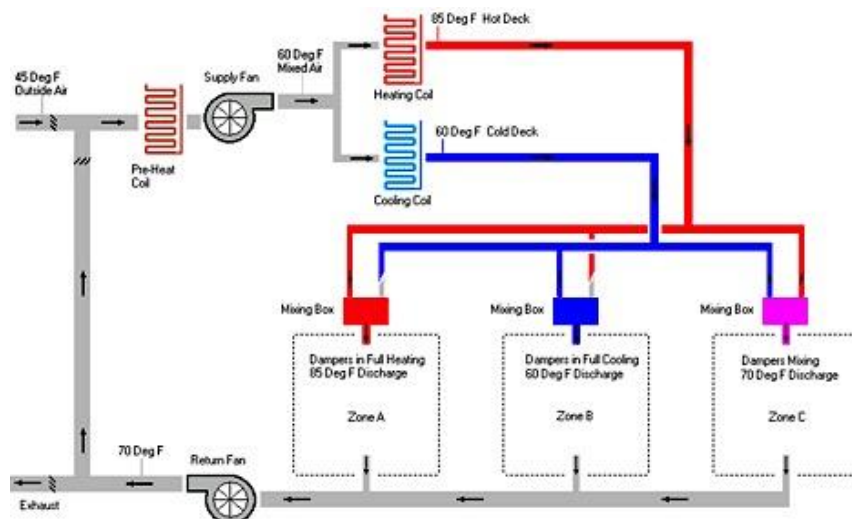 85 Deg F  Hot Deck
60 Deg F
Mixed Air
Supply Fan
45 Deg F
Outside Air
Heating Coil
60 Deg F  Cold Deck
Pre-Heat
Coil
Cooling Coil
Mixing Box
Mixing Box
Mixing Box
Dampers in Full Heating
85 Deg F Discharge
Dampers in Full Cooling
60 Deg F Discharge
Dampers Mixing
70 Deg F Discharge
Zone A
Zone B
Zone C
70 Deg F
Return Fan
Exhaust